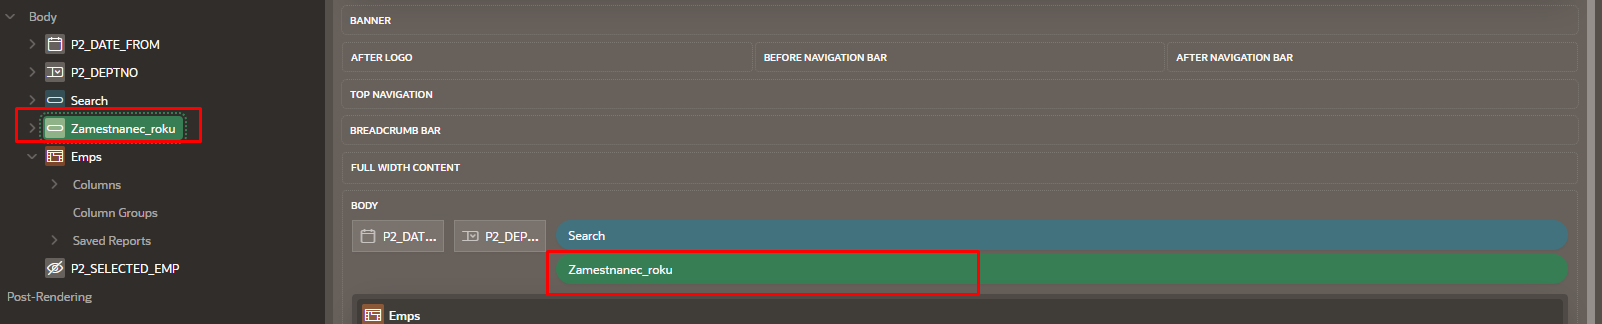 Body
P2_DATE_FROM
P2_DEPTNO
Search
Zamestnanec_roku
Emps
Columns
Column Groups
Saved Reports
P2_SELECTED_EMP
Post-Rendering
BANNER
AFTER LOGO
BEFORE NAVIGATION BAR
AFTER NAVIGATION BAR
TOP NAVIGATION
BREADCRUMB BAR
FULL WIDTH CONTENT
BODY
P2_DAT...
P2_DEP...
Search
Zamestnanec_roku
Emps